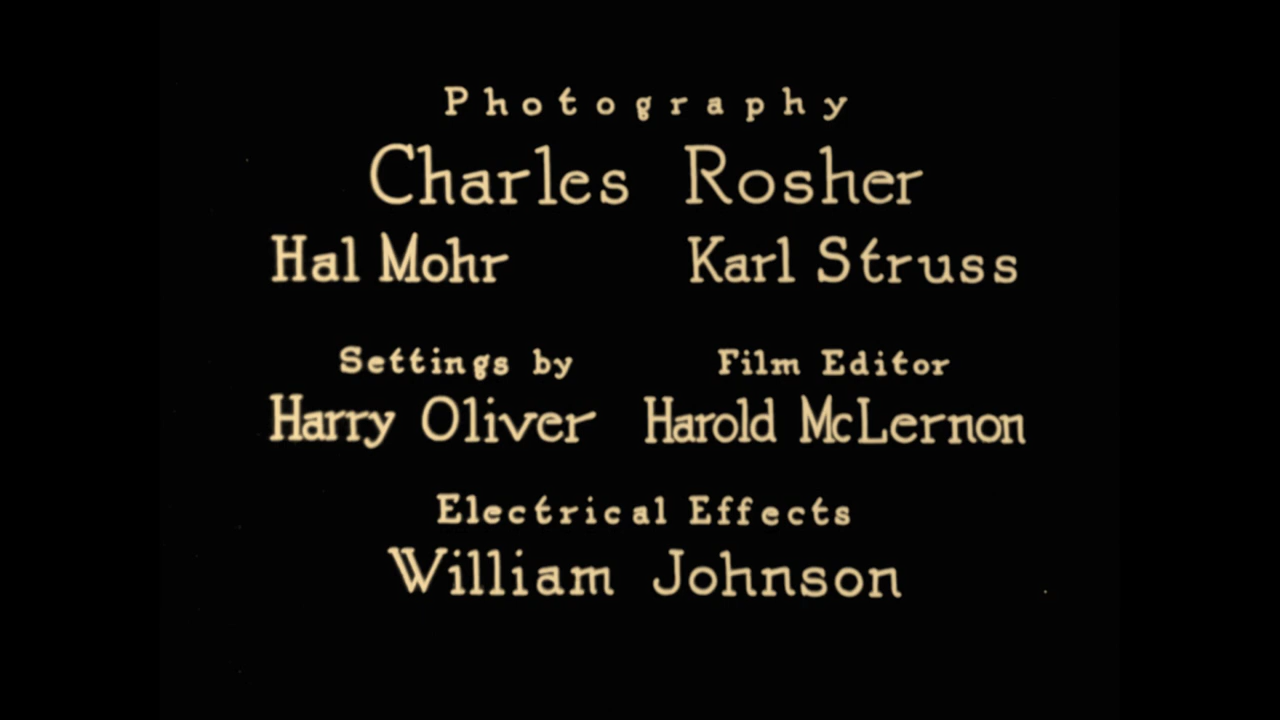 Photography
Charles Rosher
Hal Mohr Karl Struss
Settings by Film Editor
Harry Oliver Harold McLernon
Electrical Effects
William Johnson